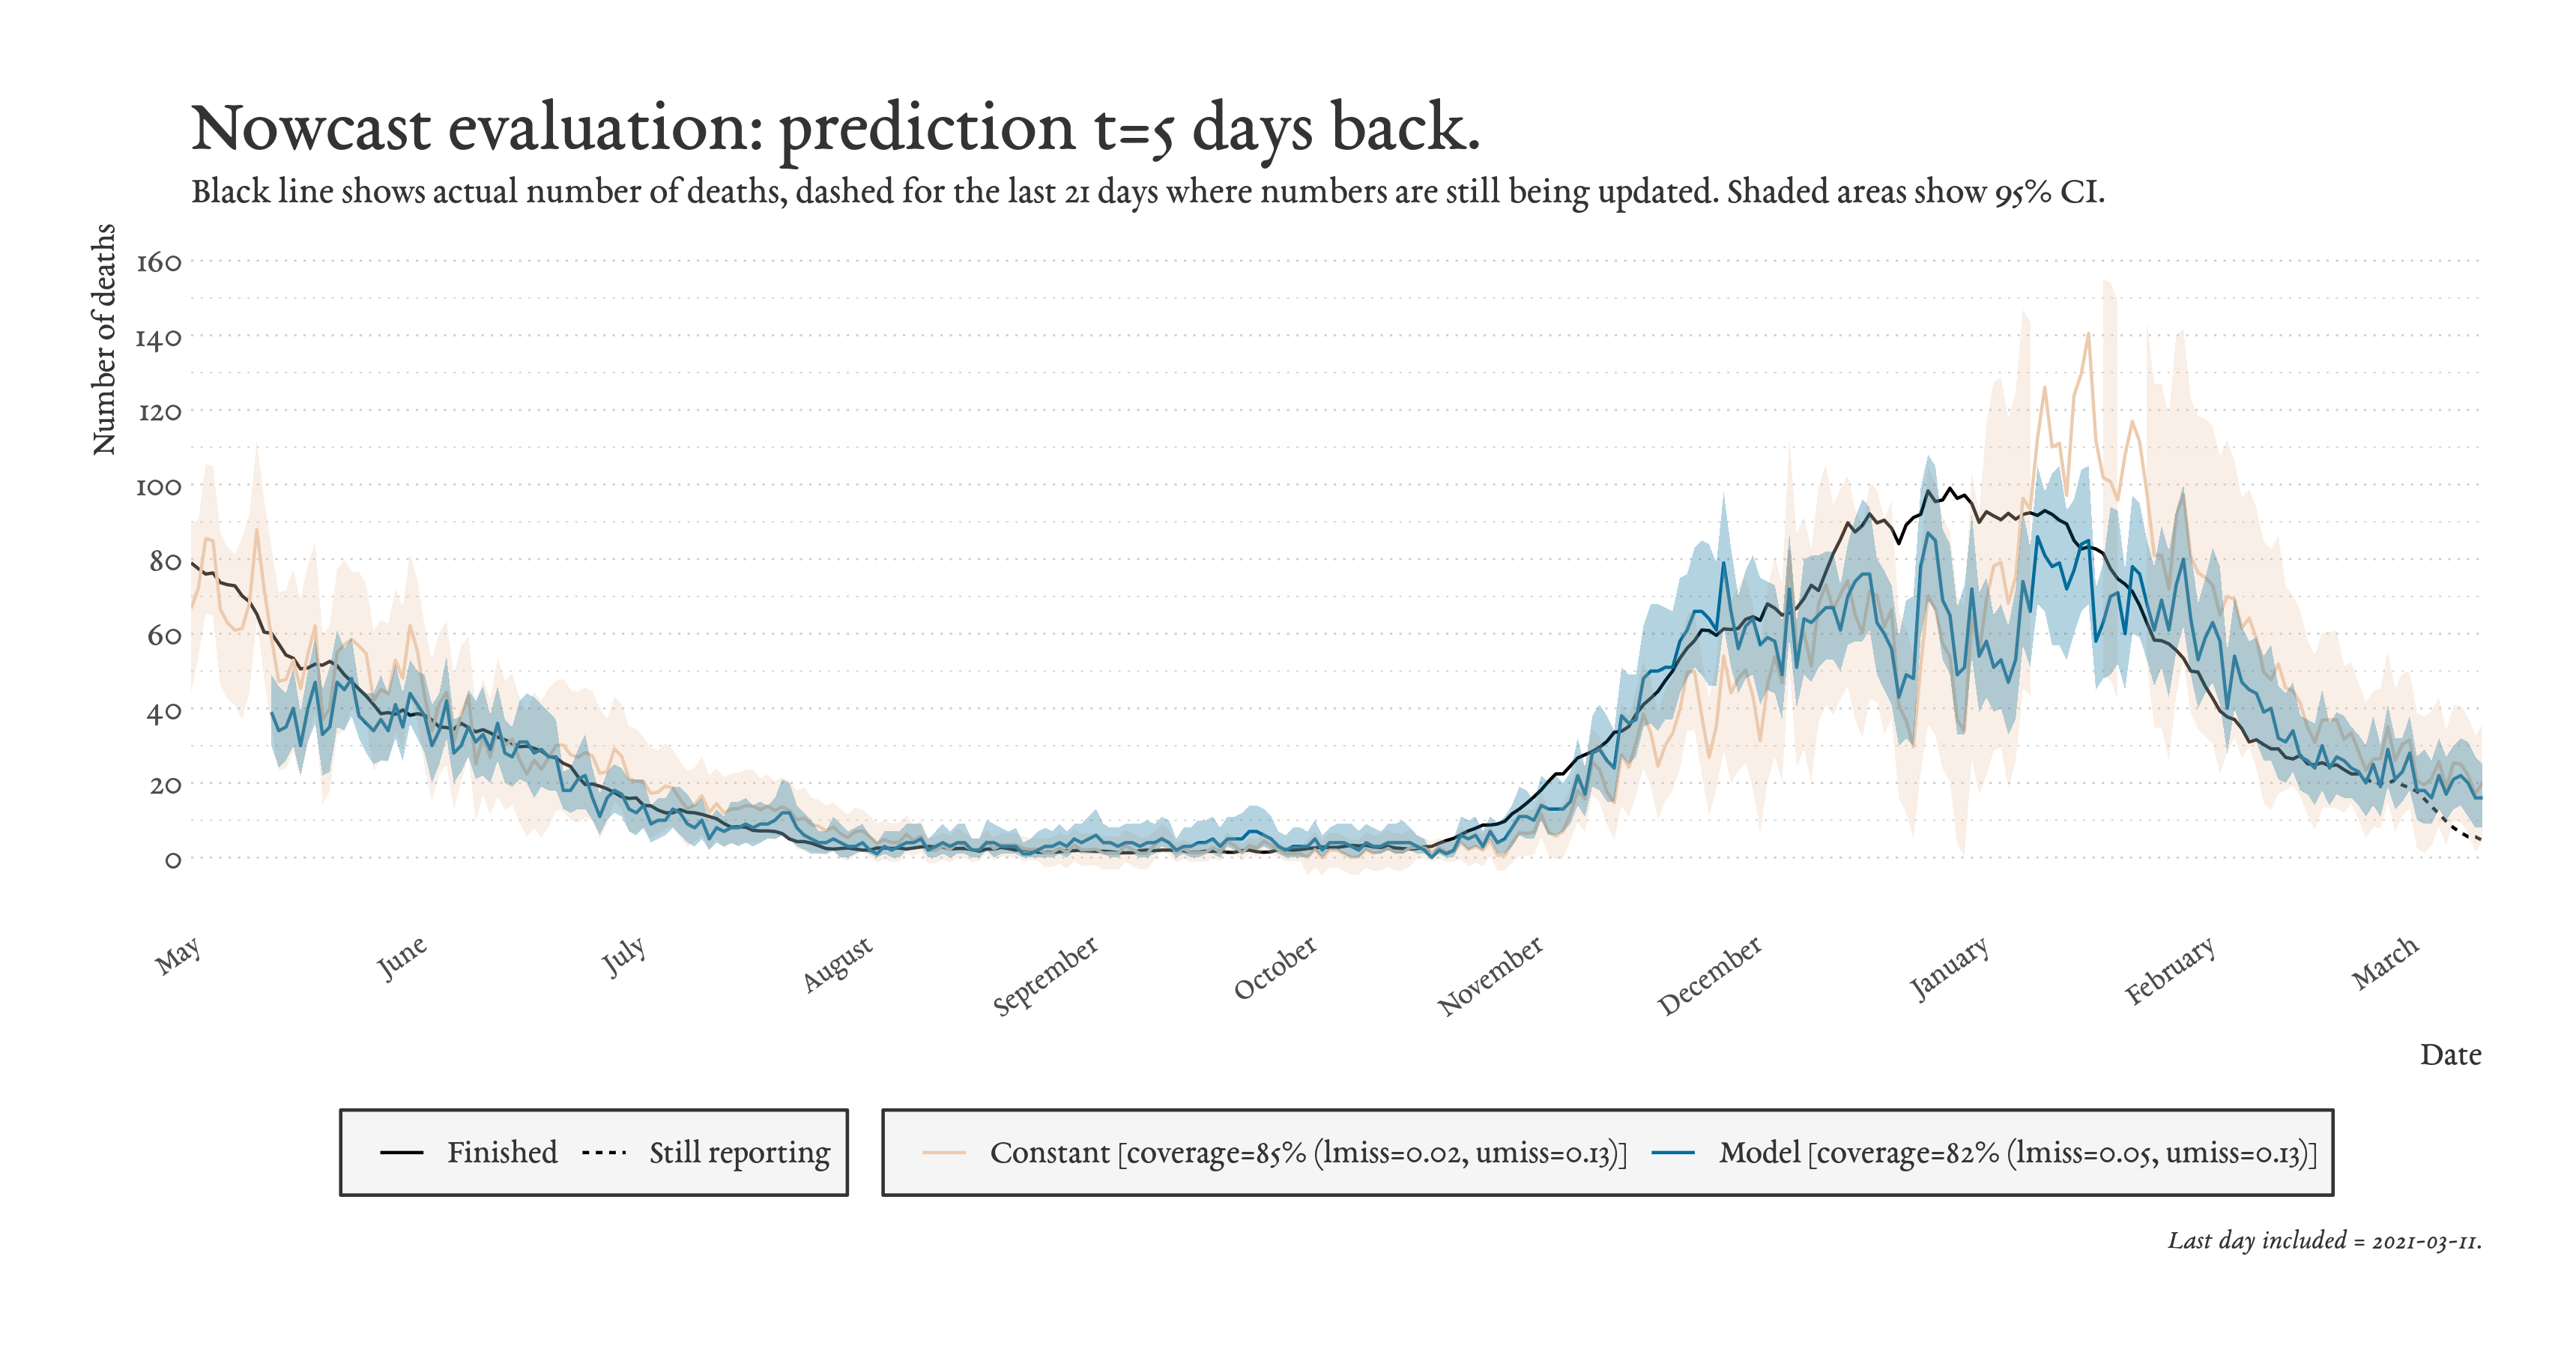 Nowcast evaluation: prediction t=5 days back.
Black line shows actual number of deaths, dashed for the last 21 days where numbers are still being updated. Shaded areas show 95% CI.
Number of deaths
160
140
120
100
80
60
40
20
0
May
June
July
August
September
October
November
December
January
February
March
Date
Finished
Still reporting
Constant [coverage=85% (lmiss=0.02, umiss=0.13)]
Model [coverage=82% (lmiss=0.05, umiss=0.13)]
Last day included = 2021-03-11.